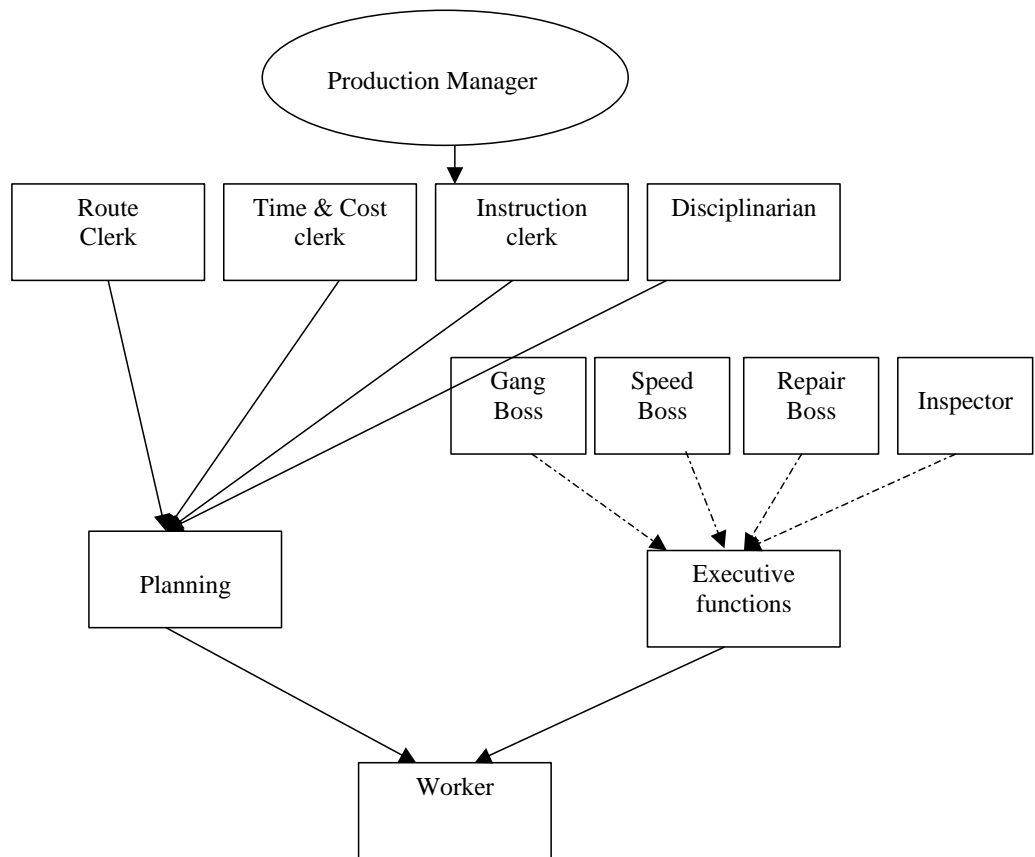 Production Manager
Route
Clerk
Time & Cost
clerk
Instruction
clerk
Disciplinarian
Gang
Boss
Speed
Boss
Repair
Boss
Inspector
Planning
Executive
functions
Worker